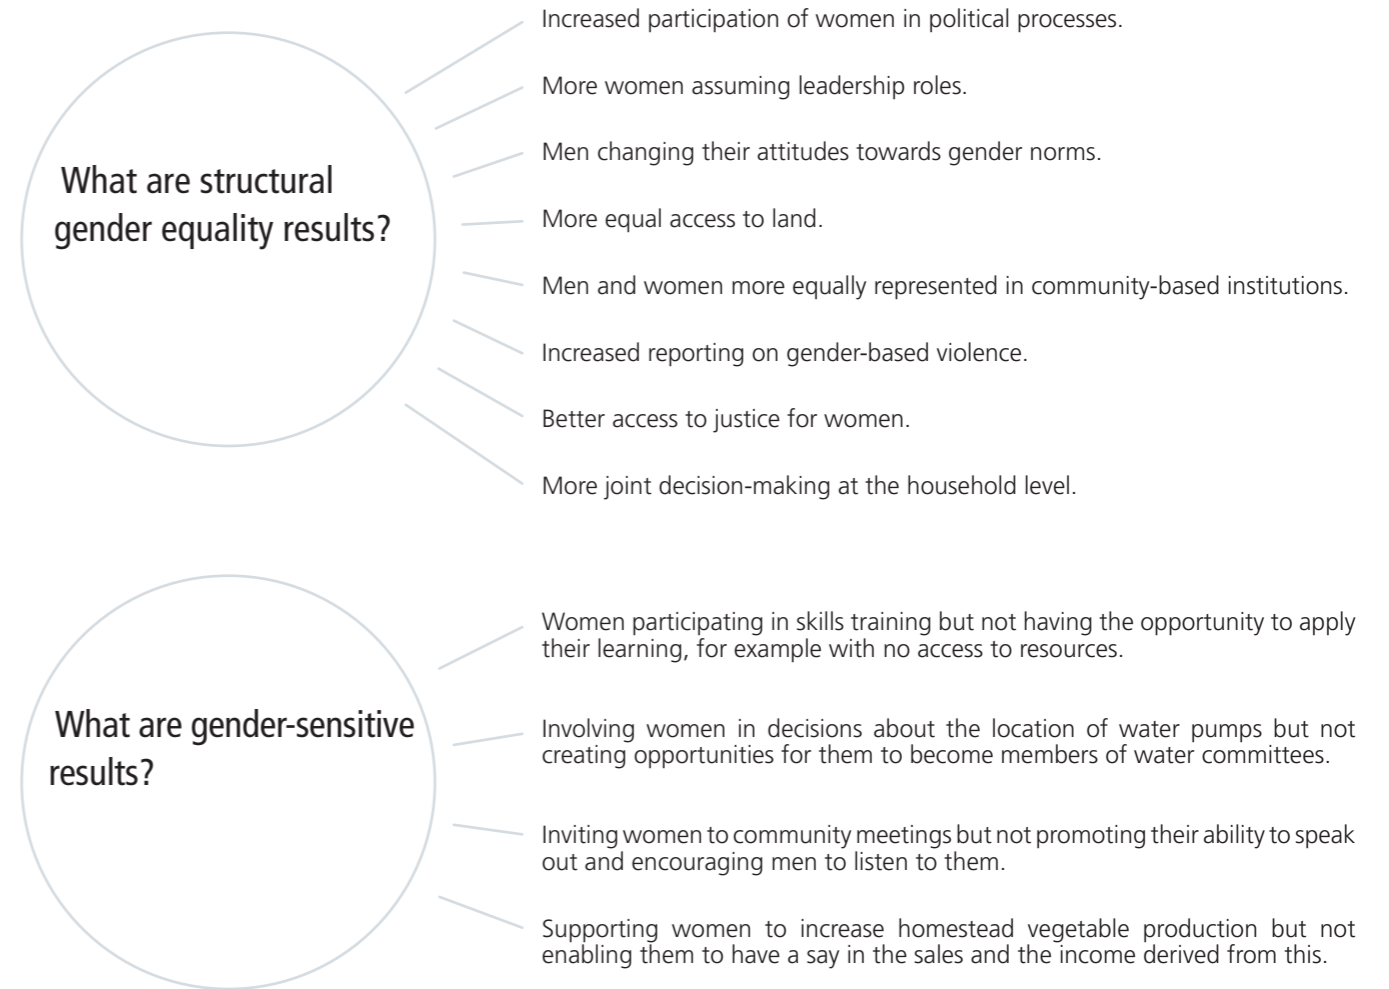 What are structural
gender equality results?
Increased participation of women in political processes.
More women assuming leadership roles.
Men changing their attitudes towards gender norms.
More equal access to land.
Men and women more equally represented in community-based institutions.
Increased reporting on gender-based violence.
Better access to justice for women.
More joint decision-making at the household level.
What are gender-sensitive
results?
Women participating in skills training but not having the opportunity to apply
their learning, for example with no access to resources.
Involving women in decisions about the location of water pumps but not
creating opportunities for them to become members of water committees.
Inviting women to community meetings but not promoting their ability to speak
out and encouraging men to listen to them.
Supporting women to increase homestead vegetable production but not
enabling them to have a say in the sales and the income derived from this.